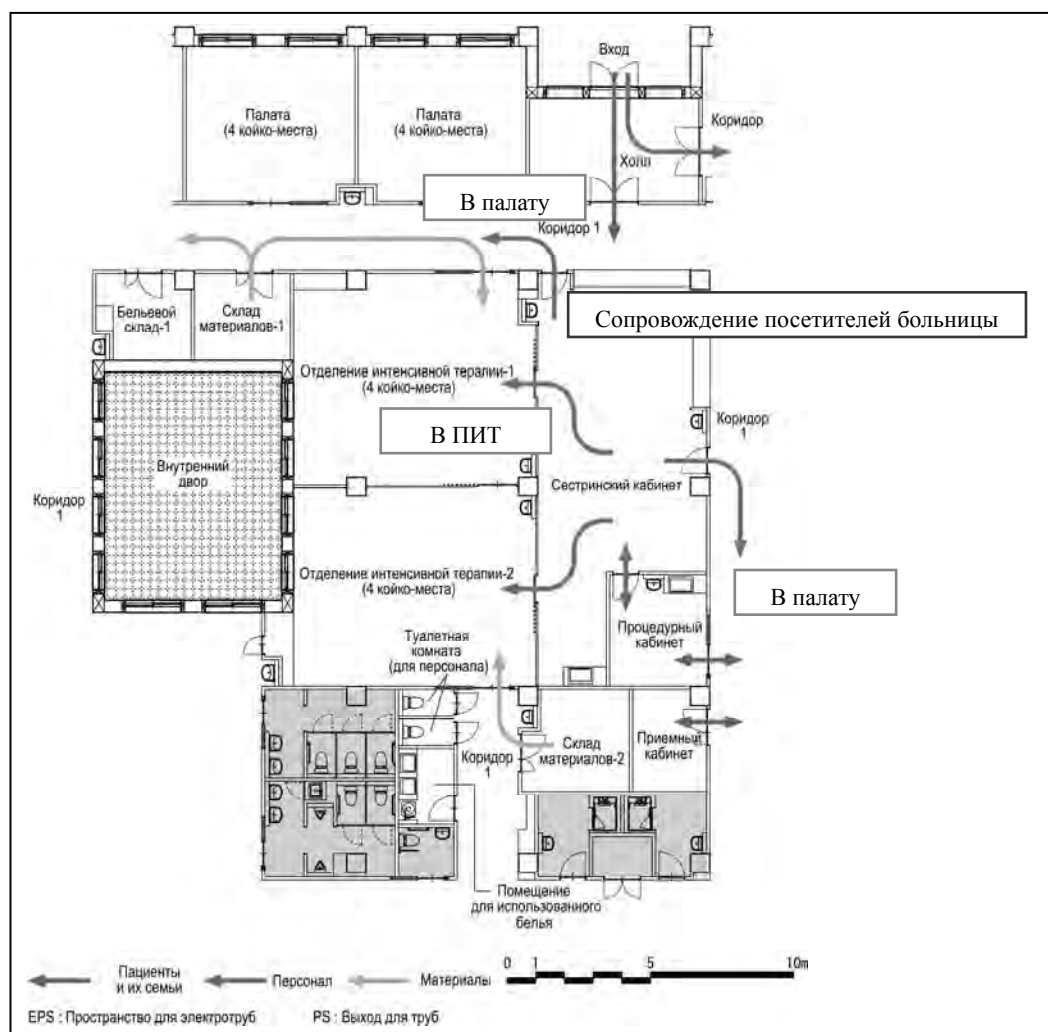 Вход
Палата
(4 койко-места)
Палата
(4 койко-места)
Коридор
Холл
В палату
Коридор 1
Бельевой
склад-1
Склад
материалов-1
Сопровождение посетителей больницы
Отделение интенсивной терапии-1
(4 койко-места)
В ПИТ
Коридор
1
Внутренний
двор
Сестринский кабинет
Коридор
1
Отделение интенсивной терапии-2
(4 койко-места)
В палату
Процедурный
кабинет
Туалетная
комната
(для персонала)
Коридор
1
Склад
материалов-2
Приемный
кабинет
Помещение
для использованного
белья
Пациенты
и их семьи
Персонал
Материалы
0 1 5 10m
EPS : Пространство для электротруб
PS : Выход для труб